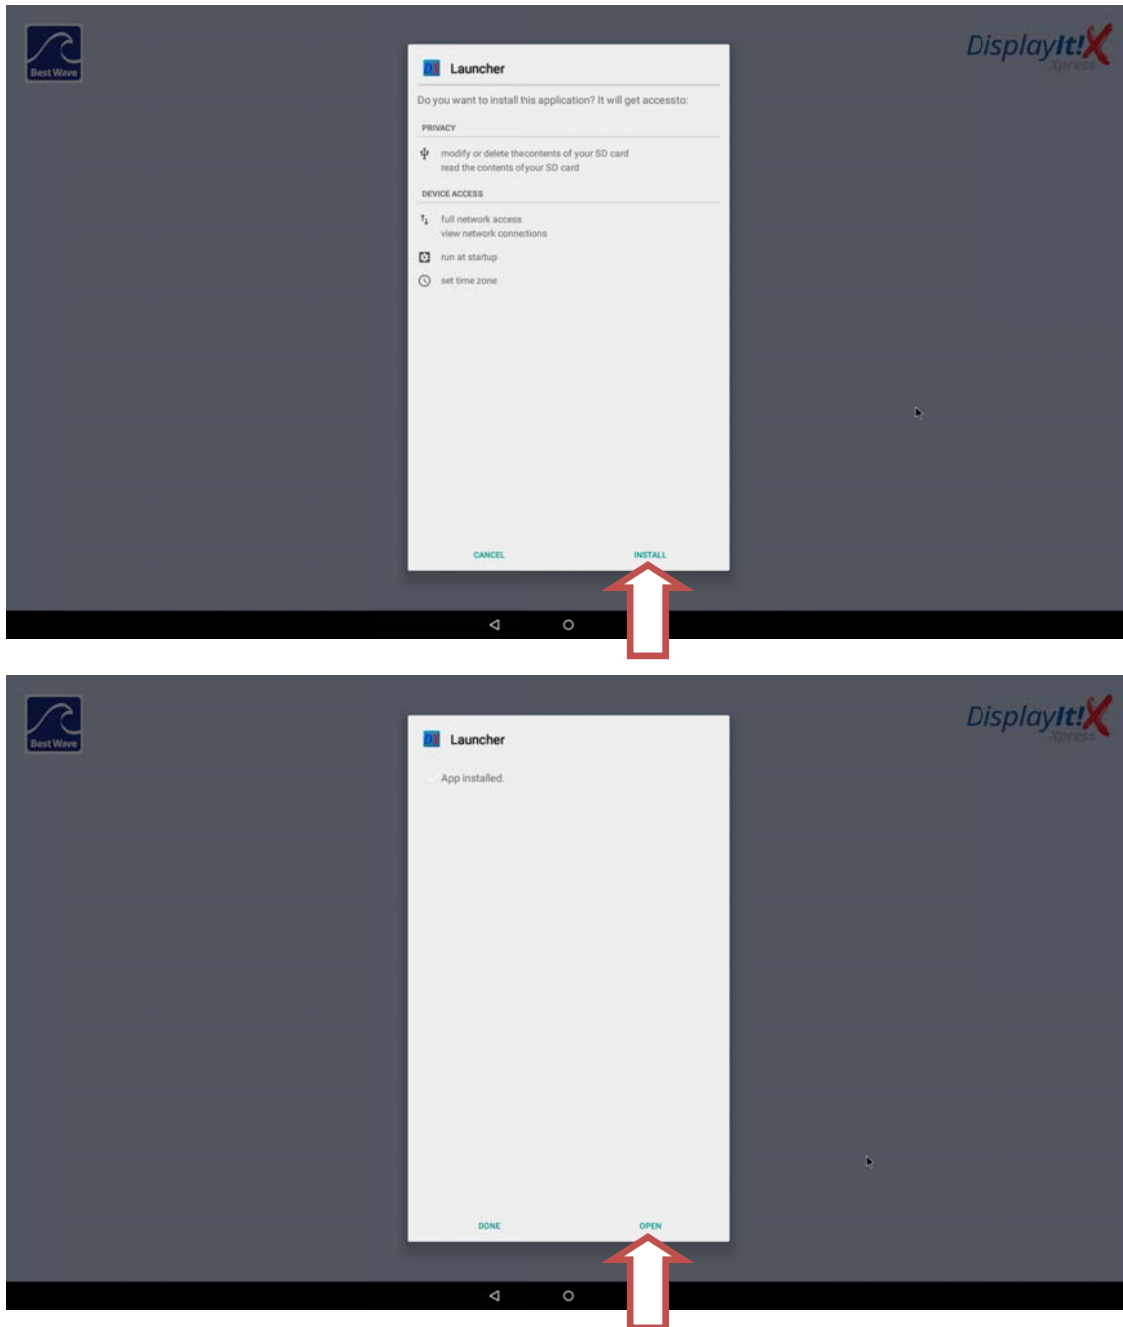 Best Wave
DisplayIt!X
Xpress
DX Launcher
Do you want to install this application? It will get accessto:
PRIVACY
modify or delete thecontents of your SD card
read the contents ofyour SD card
DEVICE ACCESS
full network access
view network connections
run at startup
set time zone
CANCEL INSTALL
Best Wave
DisplayIt!X
Xpress
DX Launcher
App installed.
DONE OPEN